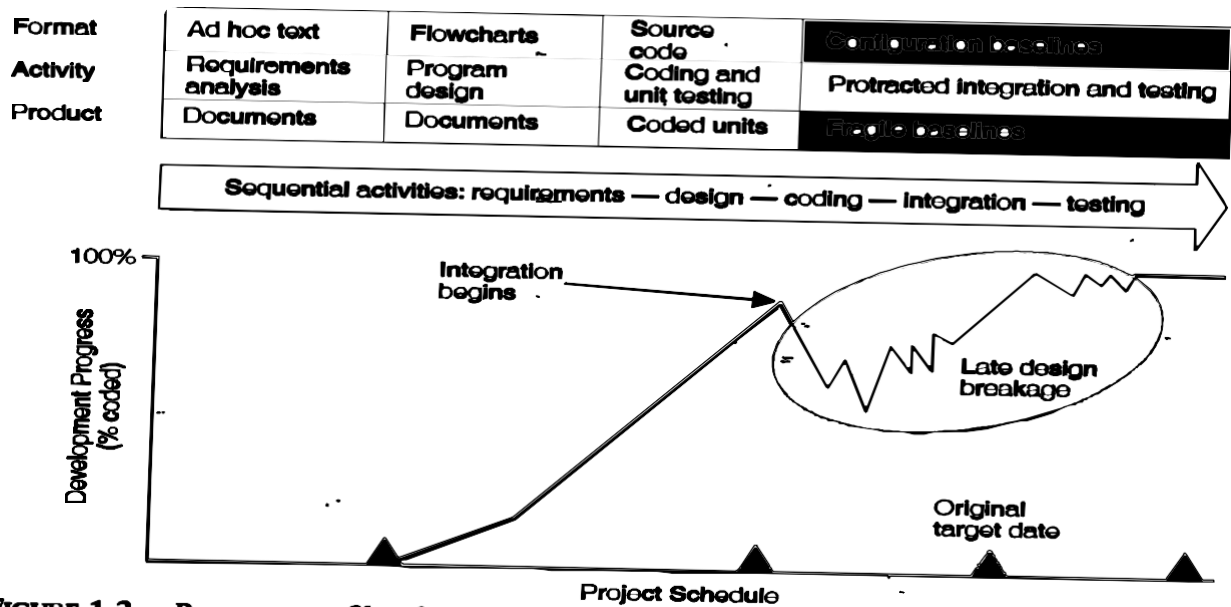 Format Ad hoc text Flowcharts Source code Configuration baselines
Activity Requirements analysis Program design Coding and unit testing Protracted integration and testing
Product Documents Documents Coded units Fragile baselines
Sequential activities: requirements — design — coding — integration — testing
100%
Integration
begins
Development Progress
(% coded)
Late design
breakage
Original
target date
Project Schedule